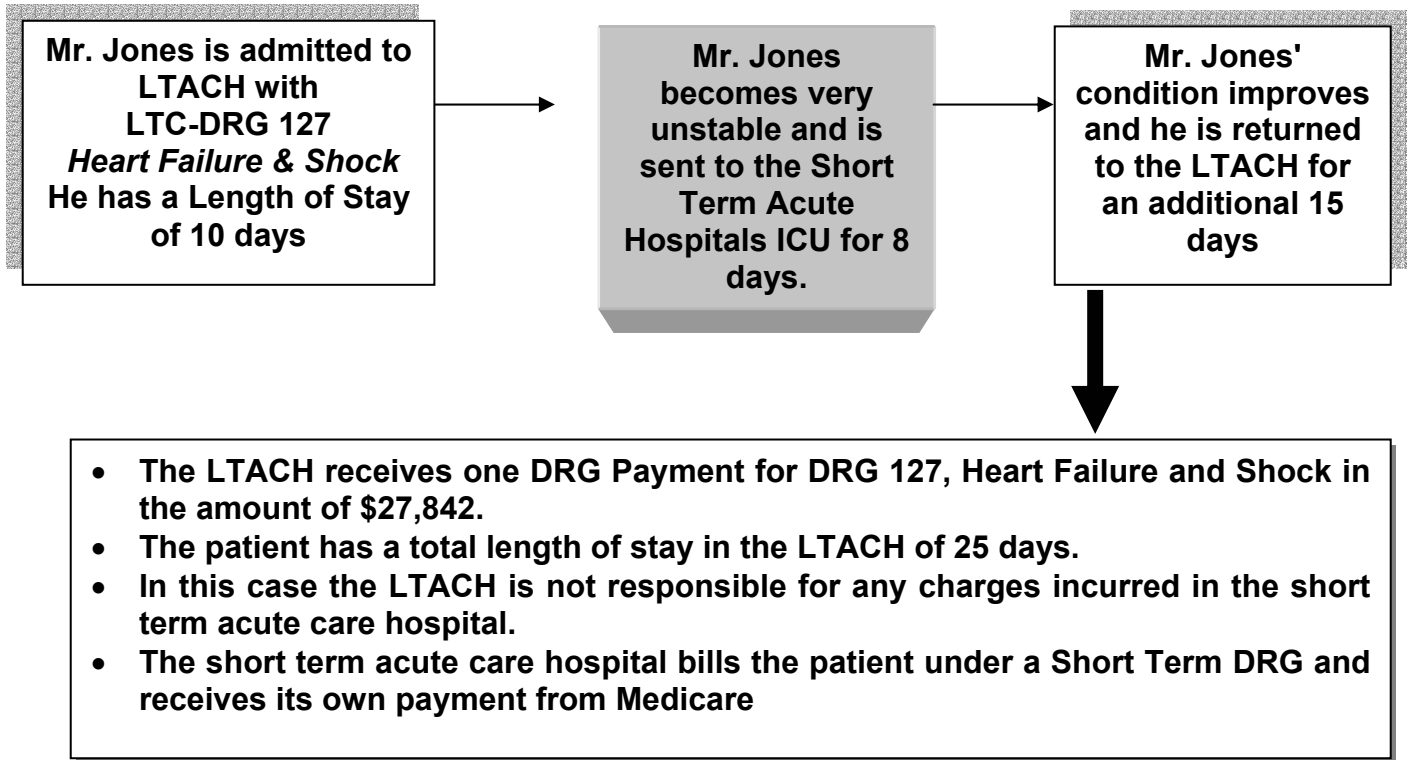 Mr. Jones is admitted to
LTACH with
LTC-DRG 127
Heart Failure & Shock
He has a Length of Stay
of 10 days
Mr. Jones
becomes very
unstable and is
sent to the Short
Term Acute
Hospitals ICU for 8
days.
Mr. Jones'
condition improves
and he is returned
to the LTACH for
an additional 15
days
• The LTACH receives one DRG Payment for DRG 127, Heart Failure and Shock in
the amount of $27,842.
• The patient has a total length of stay in the LTACH of 25 days.
• In this case the LTACH is not responsible for any charges incurred in the short
term acute care hospital.
• The short term acute care hospital bills the patient under a Short Term DRG and
receives its own payment from Medicare